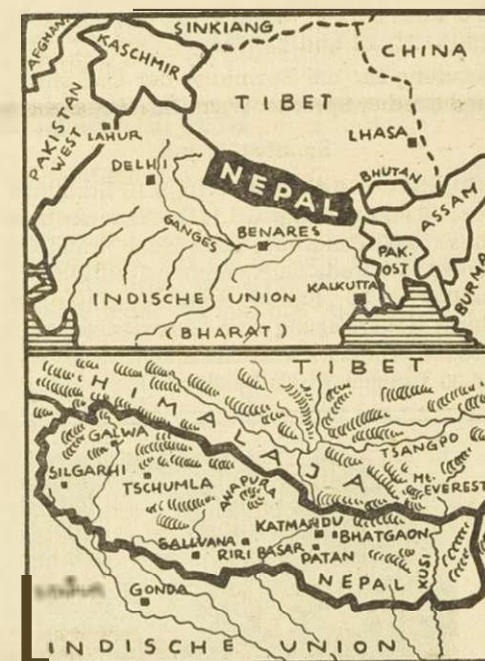 AFGHAN.
SINKIANG
KASCHMIR
CHINA
TIBET
PAKISTAN
WEST
LAHUR
LHASA
DELHI
NEPAL
BHUTAN
ASSAM
GANGES
BENARES
PAK.
OST
BURMA
KALKUTTA
INDISCHE UNION
(BHARAT)
TIBET
HIMALAJA
GALWA
TSANGPO
SILGARHI
TSCHUMLA
ANAPURA
Mt.
EVEREST
KATMANDU
BHATGAON
SALLVANA
RIRI BASAR
PATAN
NEPAL
KUSI
GONDA
INDISCHE UNION